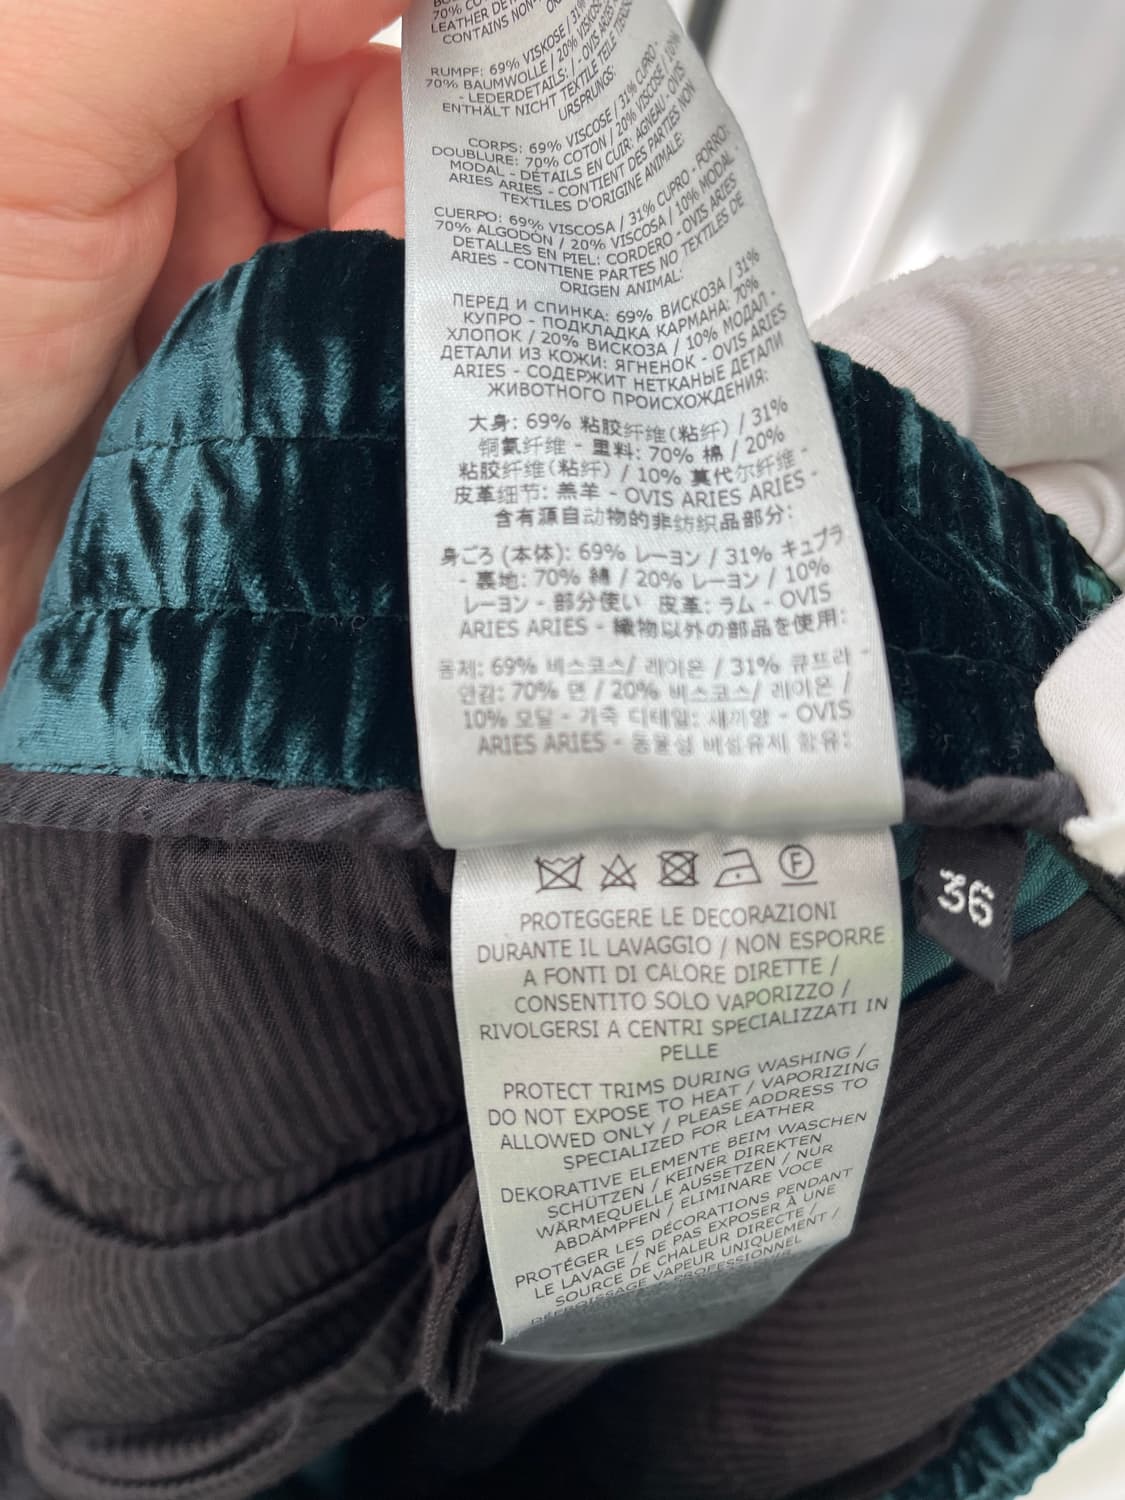 70% CO
LEATHER DE
CONTAINS NON-
RUMPF: 69% VISKOSE / 31%
70% BAUMWOLLE / 20% VISKOSE /
- LEDERDETAILS: - OVIS ARIES
ENTHÄLT NICHT TEXTILE TEILE
URSPRUNGS:
CORPS: 69% VISCOSE / 31% CUPRO -
DOUBLURE: 70% COTON / 20% VISCOSE / 10%
MODAL - DÉTAILS EN CUIR: AGNEAU - OVIS
ARIES ARIES - CONTIENT DES PARTIES NON
TEXTILES D'ORIGINE ANIMALE:
CUERPO: 69% VISCOSA / 31% CUPRO - FORRO:
70% ALGODÓN / 20% VISCOSA / 10% MODAL -
DETALLES EN PIEL: CORDERO - OVIS ARIES
ARIES - CONTIENE PARTES NO TEXTILES DE
ORIGEN ANIMAL:
ПЕРЕД И СПИНКА: 69% ВИСКОЗА / 31%
КУПРО - ПОДКЛАДКА КАРМАНА: 70%
ХЛОПОК / 20% ВИСКОЗА / 10% МОДАЛ -
ДЕТАЛИ ИЗ КОЖИ: ЯГНЕНОК - OVIS ARIES
ARIES - СОДЕРЖИТ НЕТКАНЫЕ ДЕТАЛИ
ЖИВОТНОГО ПРОИСХОЖДЕНИЯ:
大身: 69% 粘胶纤维(粘纤) / 31%
铜氨纤维 - 里料: 70% 棉 / 20%
粘胶纤维(粘纤) / 10% 莫代尔纤维 -
皮革细节: 羔羊 - OVIS ARIES ARIES -
含有源自动物的非纺织品部分:
身ごろ (本体): 69% レーヨン / 31% キュプラ
- 裏地: 70% 綿 / 20% レーヨン / 10%
レーヨン - 部分使い 皮革: ラム - OVIS
ARIES ARIES - 織物以外の部品を使用:
몸체: 69% 비스코스/ 레이온 / 31% 큐프라 -
안감: 70% 면 / 20% 비스코스/ 레이온 /
10% 모달 - 가죽 디테일: 새끼양 - OVIS
ARIES ARIES - 동물성 비섬유제 함유:
F
36
PROTEGGERE LE DECORAZIONI
DURANTE IL LAVAGGIO / NON ESPORRE
A FONTI DI CALORE DIRETTE /
CONSENTITO SOLO VAPORIZZO /
RIVOLGERSI A CENTRI SPECIALIZZATI IN
PELLE
PROTECT TRIMS DURING WASHING /
DO NOT EXPOSE TO HEAT / VAPORIZING
ALLOWED ONLY / PLEASE ADDRESS TO
SPECIALIZED FOR LEATHER
DEKORATIVE ELEMENTE BEIM WASCHEN
SCHÜTZEN / KEINER DIREKTEN
WÄRMEQUELLE AUSSETZEN / NUR
ABDÄMPFEN / ELIMINARE VOCE
PROTÉGER LES DÉCORATIONS PENDANT
LE LAVAGE / NE PAS EXPOSER À UNE
SOURCE DE CHALEUR DIRECTE /
DÉFROISSAGE VAPEUR UNIQUEMENT /
PROFESSIONNEL